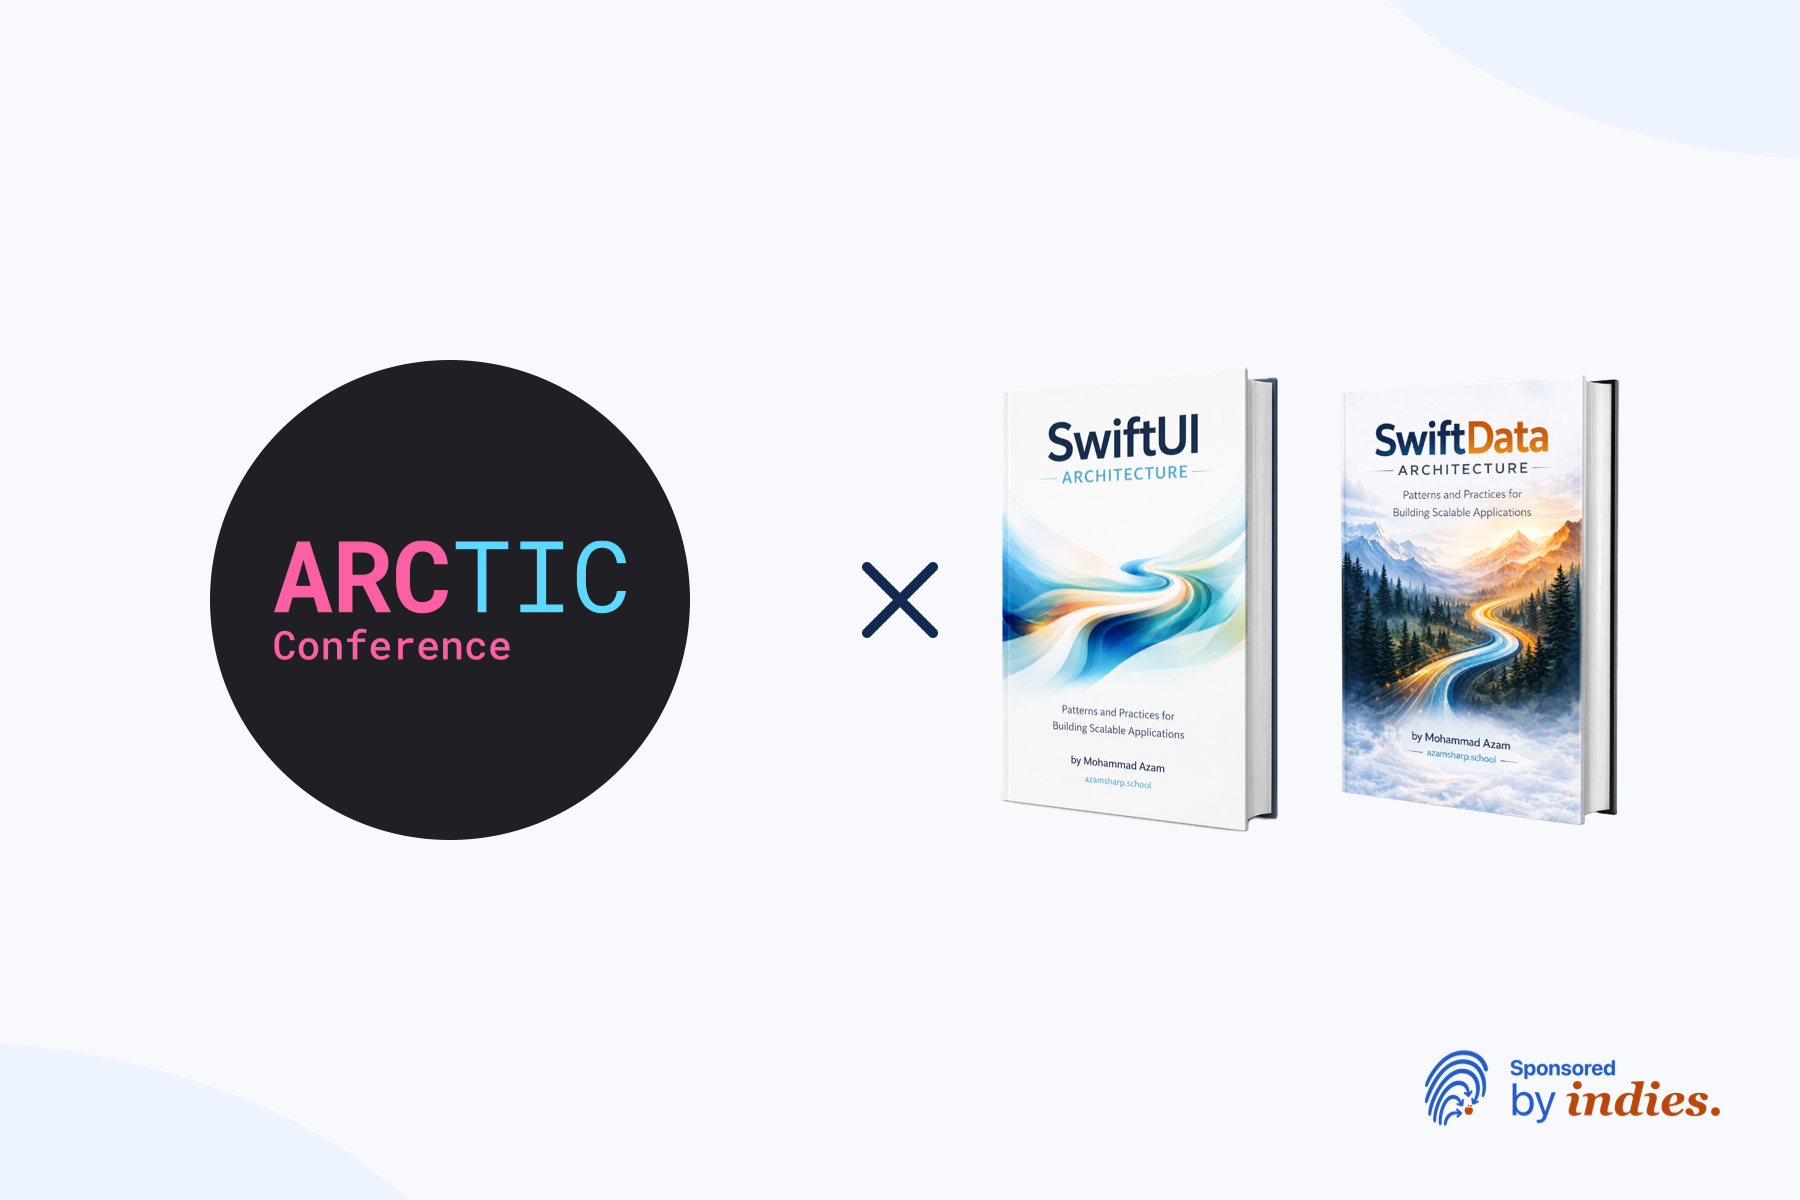 ARCTIC
Conference
SwiftUI
ARCHITECTURE
Patterns and Practices for
Building Scalable Applications
by Mohammad Azam
azamsharp.school
SwiftData
ARCHITECTURE
Patterns and Practices for
Building Scalable Applications
by Mohammad Azam
azamsharp.school
Sponsored
by indies.